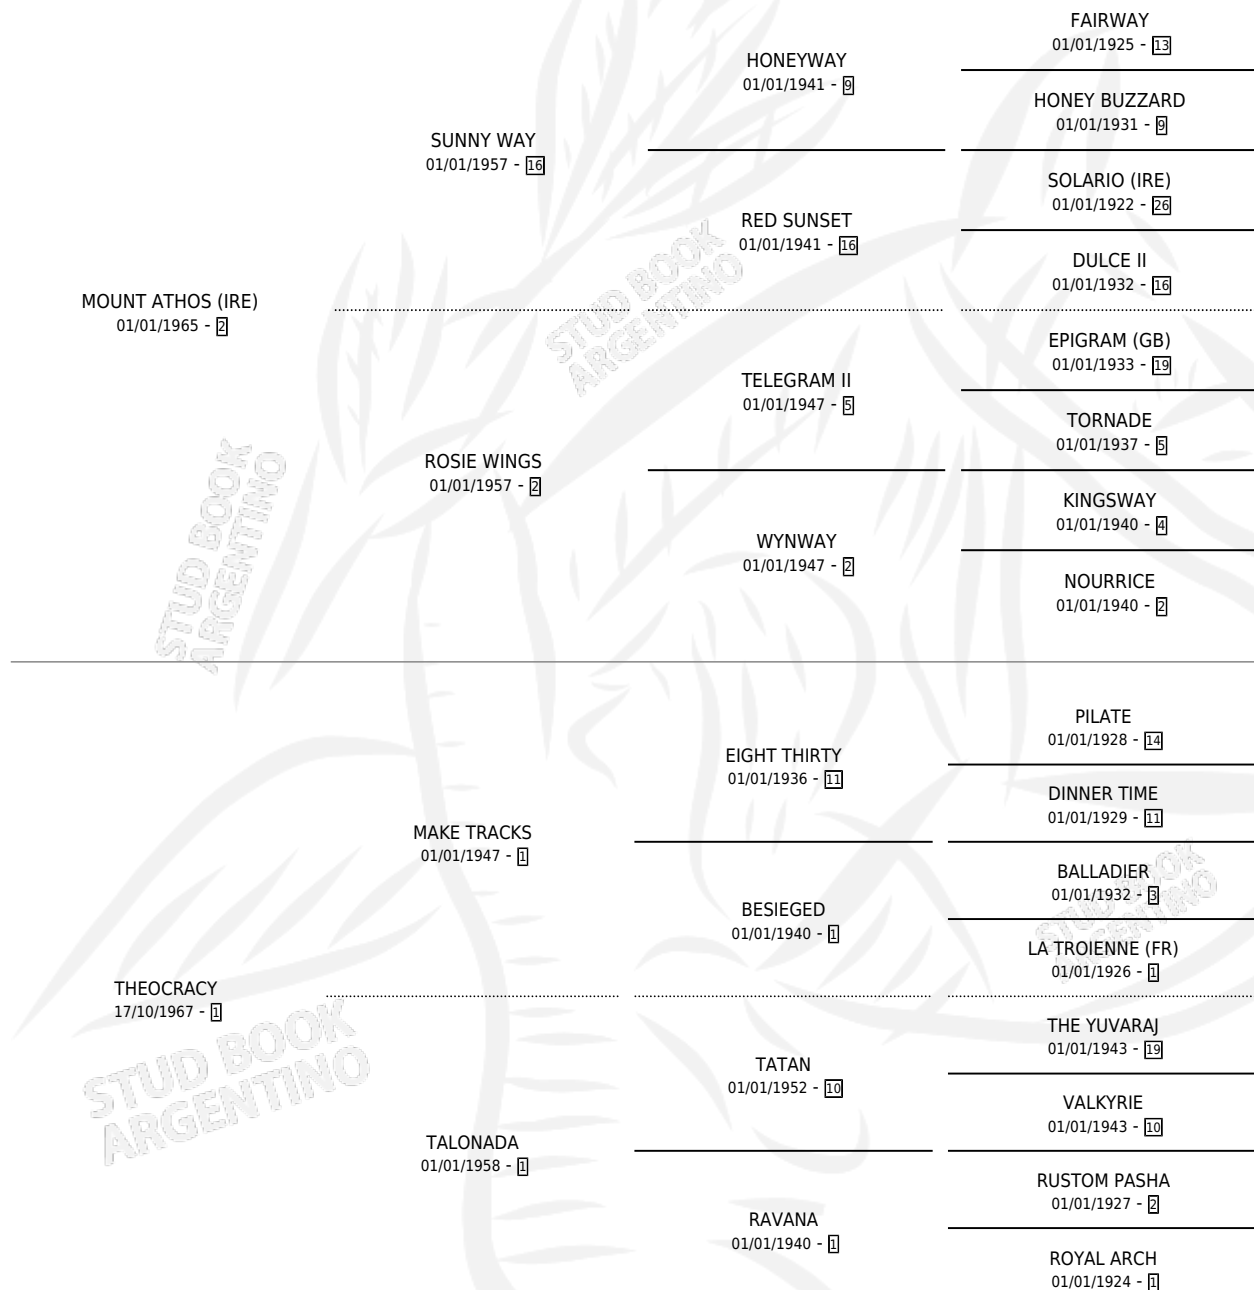 FAIRWAY
01/01/1925 - 13
HONEYWAY
01/01/1941 - 9
HONEY BUZZARD
01/01/1931 - 9
SUNNY WAY
01/01/1957 - 16
SOLARIO (IRE)
01/01/1922 - 26
RED SUNSET
01/01/1941 - 16
DULCE II
01/01/1932 - 16
MOUNT ATHOS (IRE)
01/01/1965 - 2
EPIGRAM (GB)
01/01/1933 - 19
TELEGRAM II
01/01/1947 - 5
TORNADE
01/01/1937 - 5
ROSIE WINGS
01/01/1957 - 2
KINGSWAY
01/01/1940 - 4
WYNWAY
01/01/1947 - 2
NOURRICE
01/01/1940 - 2
PILATE
01/01/1928 - 14
EIGHT THIRTY
01/01/1936 - 11
DINNER TIME
01/01/1929 - 11
MAKE TRACKS
01/01/1947 - 1
BALLADIER
01/01/1932 - 3
BESIEGED
01/01/1940 - 1
LA TROIENNE (FR)
01/01/1926 - 1
THEOCRACY
17/10/1967 - 1
THE YUVARAJ
01/01/1943 - 19
TATAN
01/01/1952 - 10
VALKYRIE
01/01/1943 - 10
TALONADA
01/01/1958 - 1
RUSTOM PASHA
01/01/1927 - 2
RAVANA
01/01/1940 - 1
ROYAL ARCH
01/01/1924 - 1
STUD BOOK
ARGENTINO
STUD BOOK
ARGENTINO
STUD BOOK
ARGENTINO
STUD BOOK
ARGENTINO